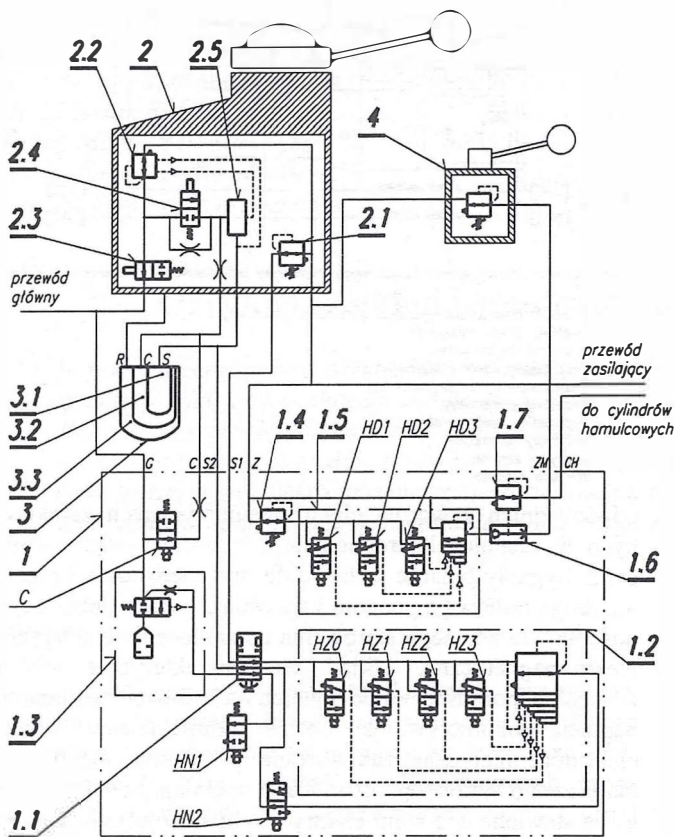 2.2
2
2.5
4
2.4
2.3
2.1
przewód
główny
R C S
3.1
3.2
3.3
3
1
C
1.3
1.1
przewód
zasilający
do cylindrów
hamulcowych
G C S2 S1 Z ZM CH
1.4 1.5 HD1 HD2 HD3 1.7
1.6
1.2
HZ0 HZ1 HZ2 HZ3
HN1
HN2